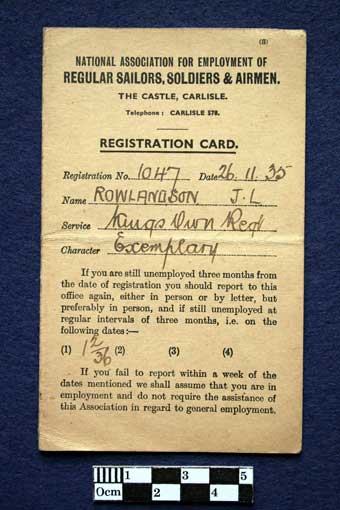 (S)
NATIONAL ASSOCIATION FOR EMPLOYMENT OF
REGULAR SAILORS, SOLDIERS & AIRMEN.
THE CASTLE, CARLISLE.
Telephone: CARLISLE 578.
REGISTRATION CARD.
Registration No. 1047 Date 26.11.35
Name ROWLANDSON J.L
Service Kings Own Regt
Character Exemplary
If you are still unemployed three months from
the date of registration you should report to this
office again, either in person or by letter, but
preferably in person, and if still unemployed at
regular intervals of three months, i.e. on the
following dates:—
(1) 1 2/36 (2) (3) (4)
If you fail to report within a week of the
dates mentioned we shall assume that you are in
employment and do not require the assistance of
this Association in regard to general employment.
1 3 5
0cm 2 4